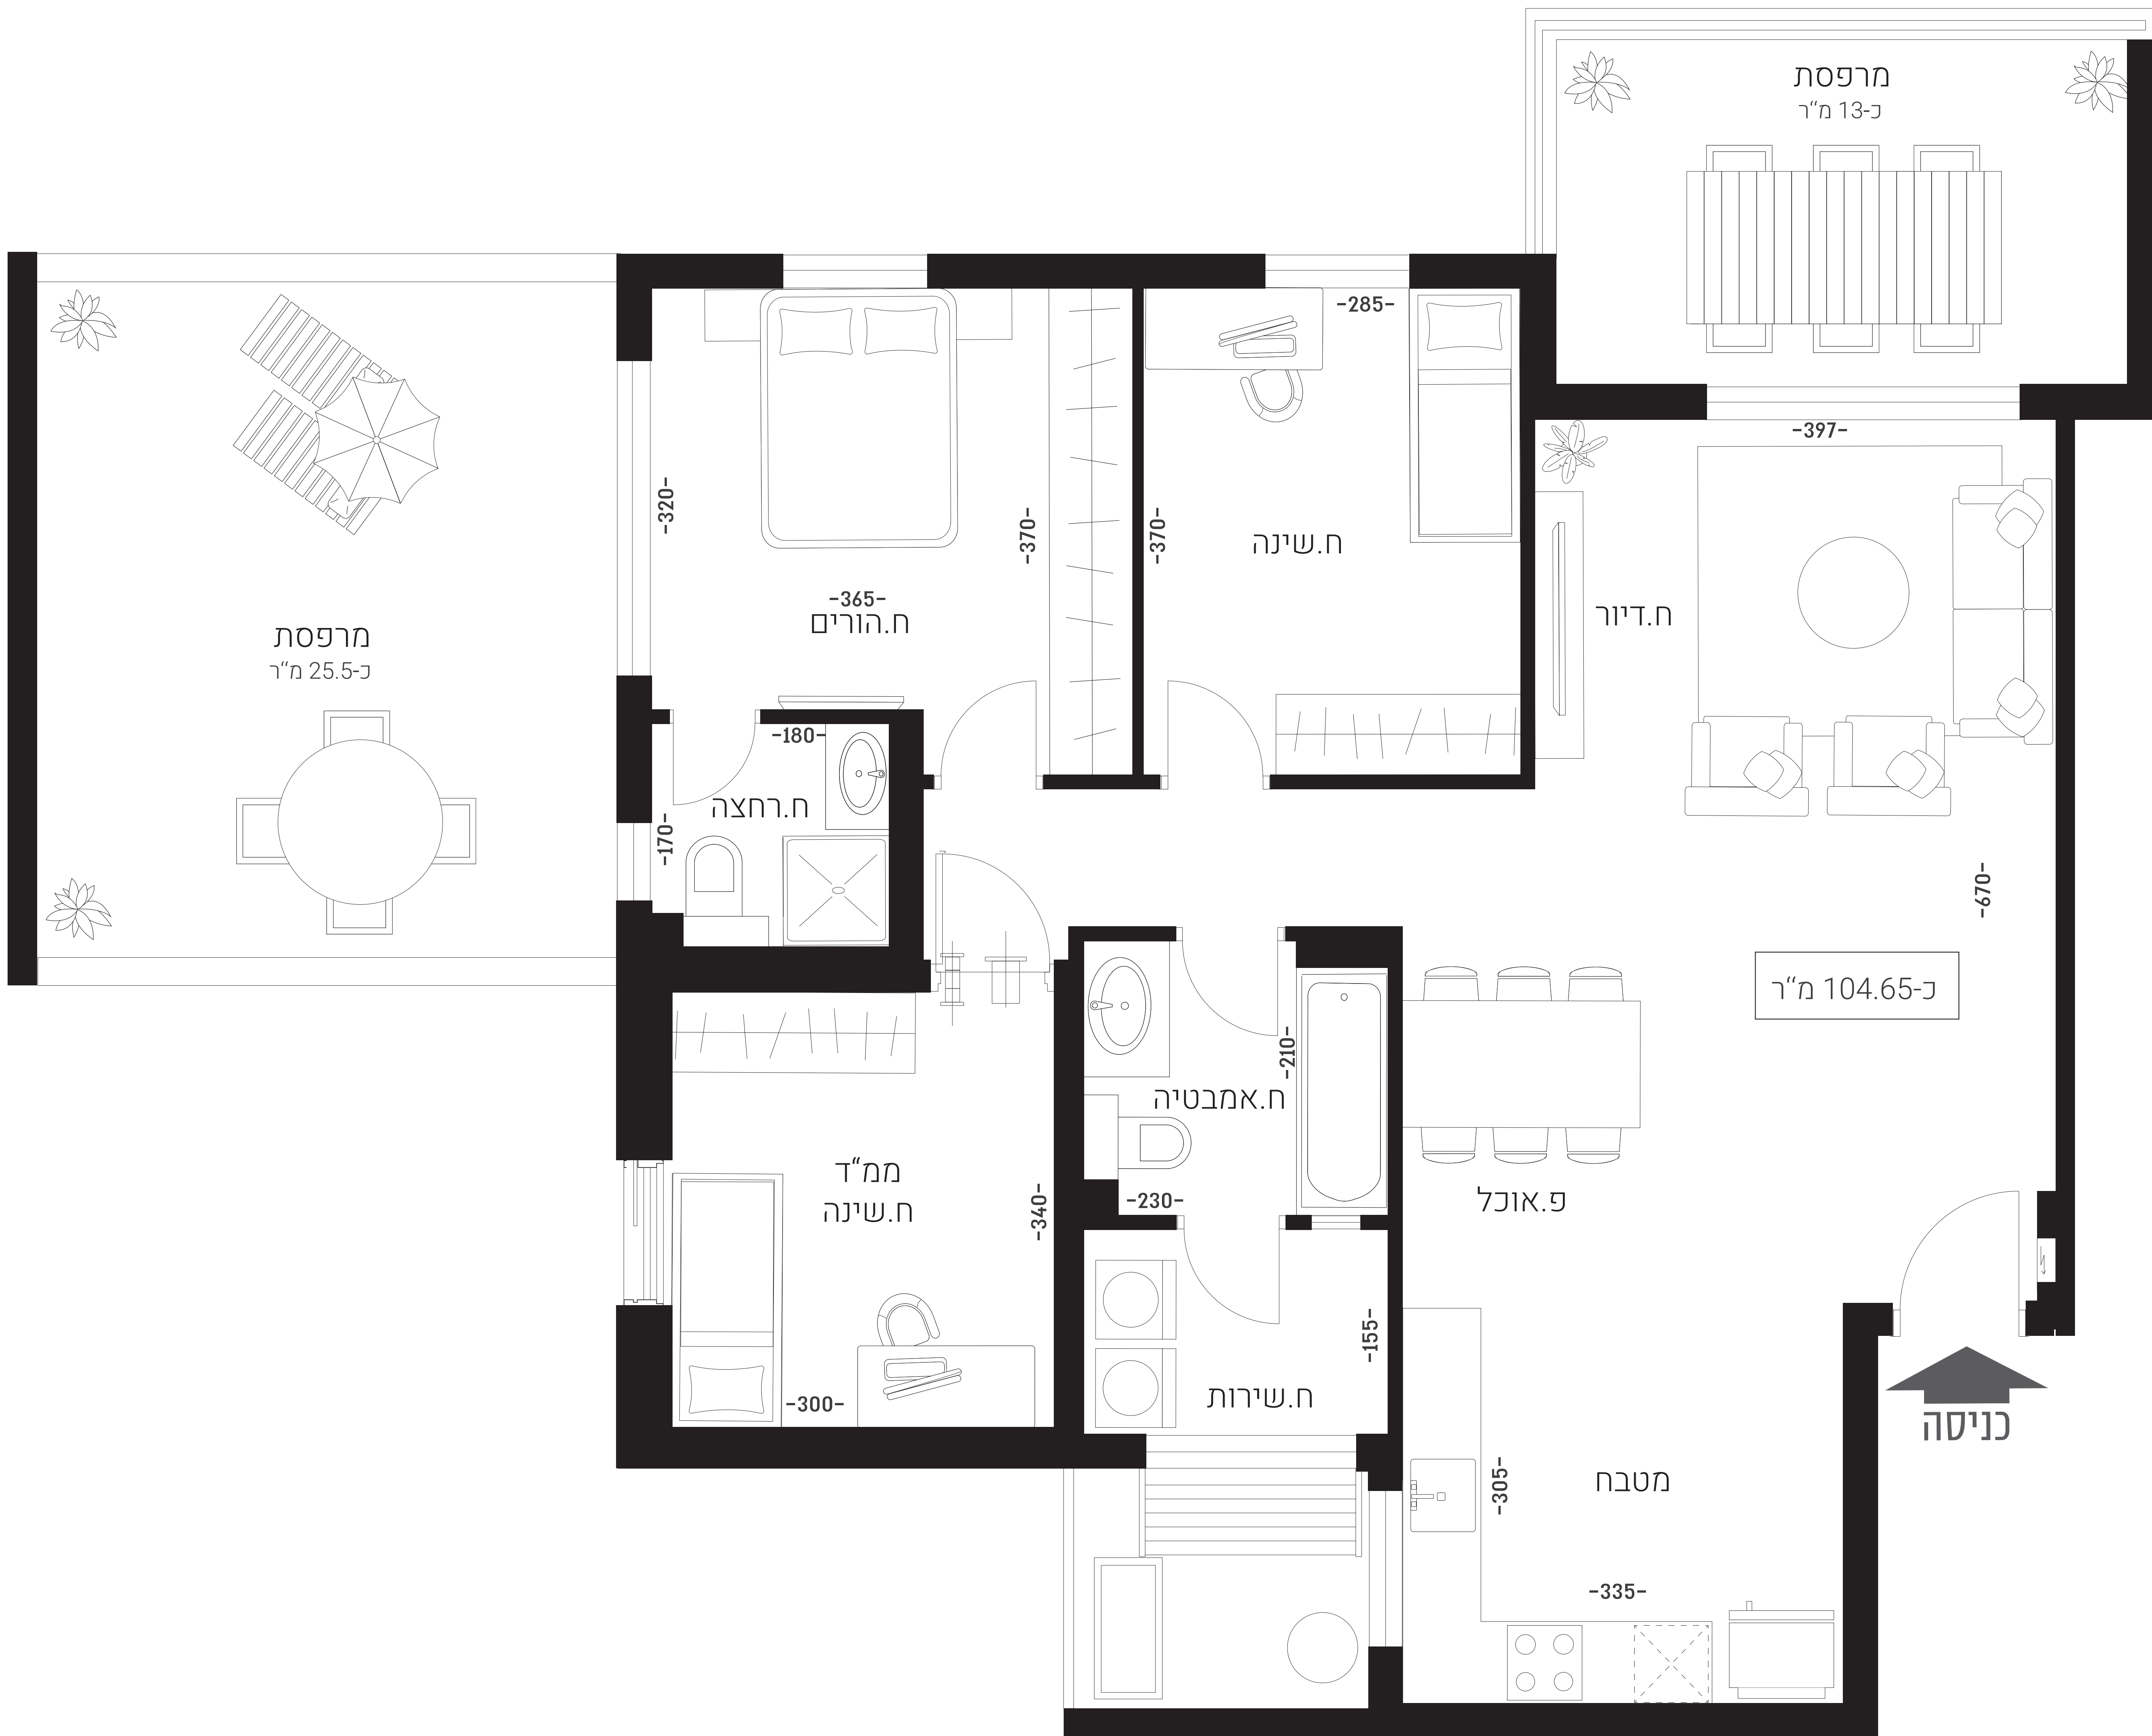 מרפסת
כ-13 מ"ר
-285-
-397-
-320-
-370-
-370-
ח.שינה
-365-
ח.הורים
ח.דיור
מרפסת
כ-25.5 מ"ר
-180-
ח.רחצה
-170-
-670-
כ-104.65 מ"ר
-210-
ח.אמבטיה
ממ"ד
ח.שינה
-340-
-230-
פ.אוכל
-155-
ח.שירות
-300-
כניסה
מטבח
-305-
-335-